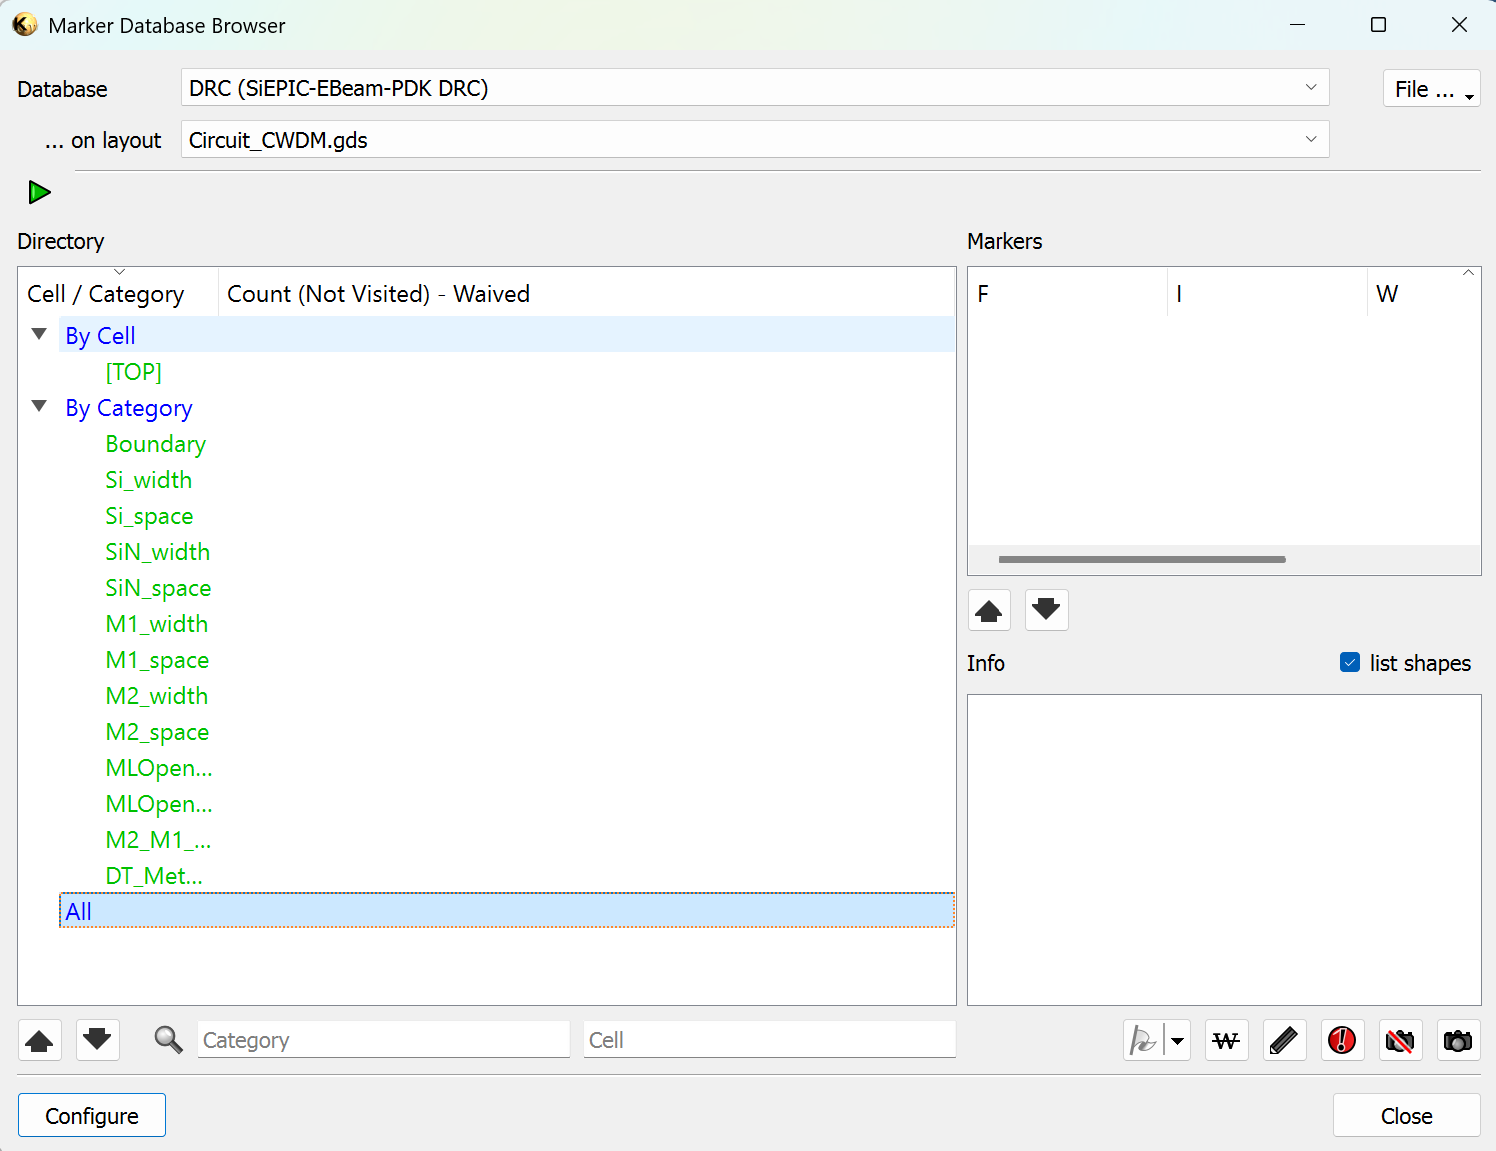 Marker Database Browser
Database
DRC (SiEPIC-EBeam-PDK DRC)
File ...
... on layout
Circuit_CWDM.gds
Directory
Markers
Cell / Category
Count (Not Visited) - Waived
F
I
W
By Cell
[TOP]
By Category
Boundary
Si_width
Si_space
SiN_width
SiN_space
M1_width
M1_space
M2_width
M2_space
MLOpen...
MLOpen...
M2_M1_...
DT_Met...
All
Info
list shapes
Category
Cell
W
Configure
Close